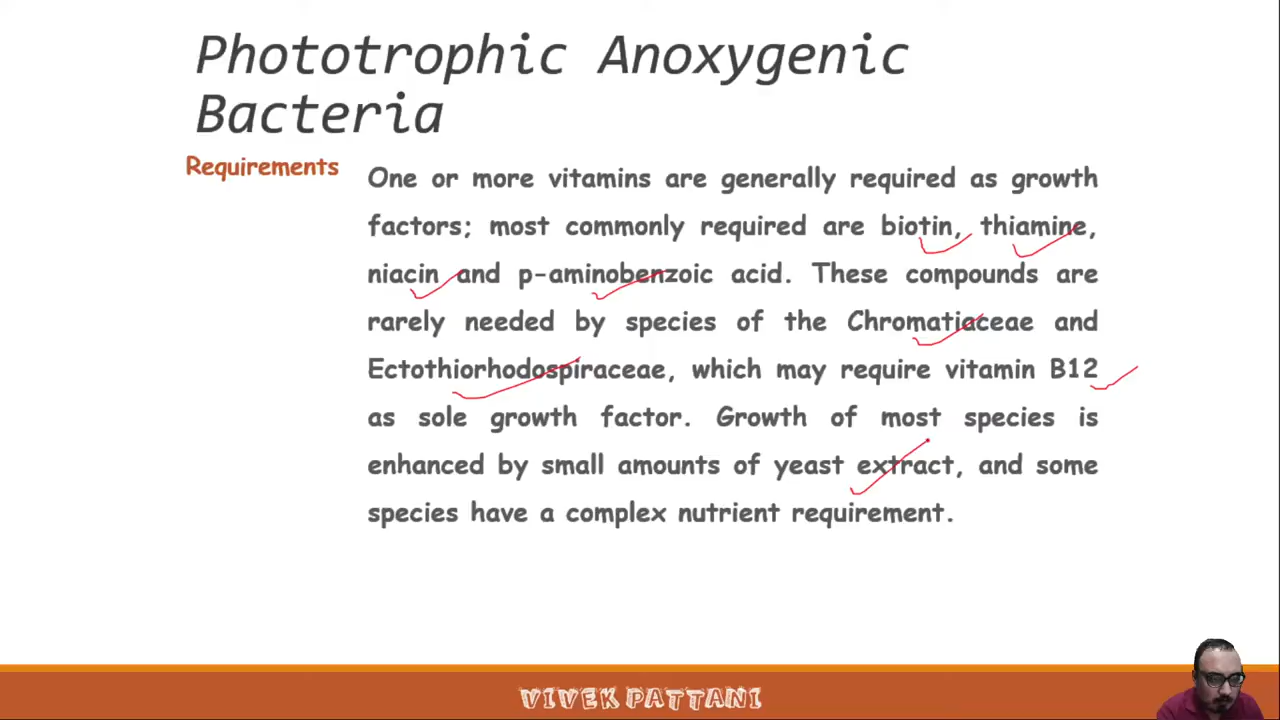 Phototrophic Anoxygenic
Bacteria
Requirements
One or more vitamins are generally required as growth
factors; most commonly required are biotin, thiamine,
niacin and p-aminobenzoic acid. These compounds are
rarely needed by species of the Chromatiaceae and
Ectothiorhodospiraceae, which may require vitamin B12
as sole growth factor. Growth of most species is
enhanced by small amounts of yeast extract, and some
species have a complex nutrient requirement.
VIVEK PATTANI